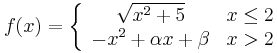 f(x) = { √(x² + 5)   x ≤ 2
−x² + αx + β   x > 2